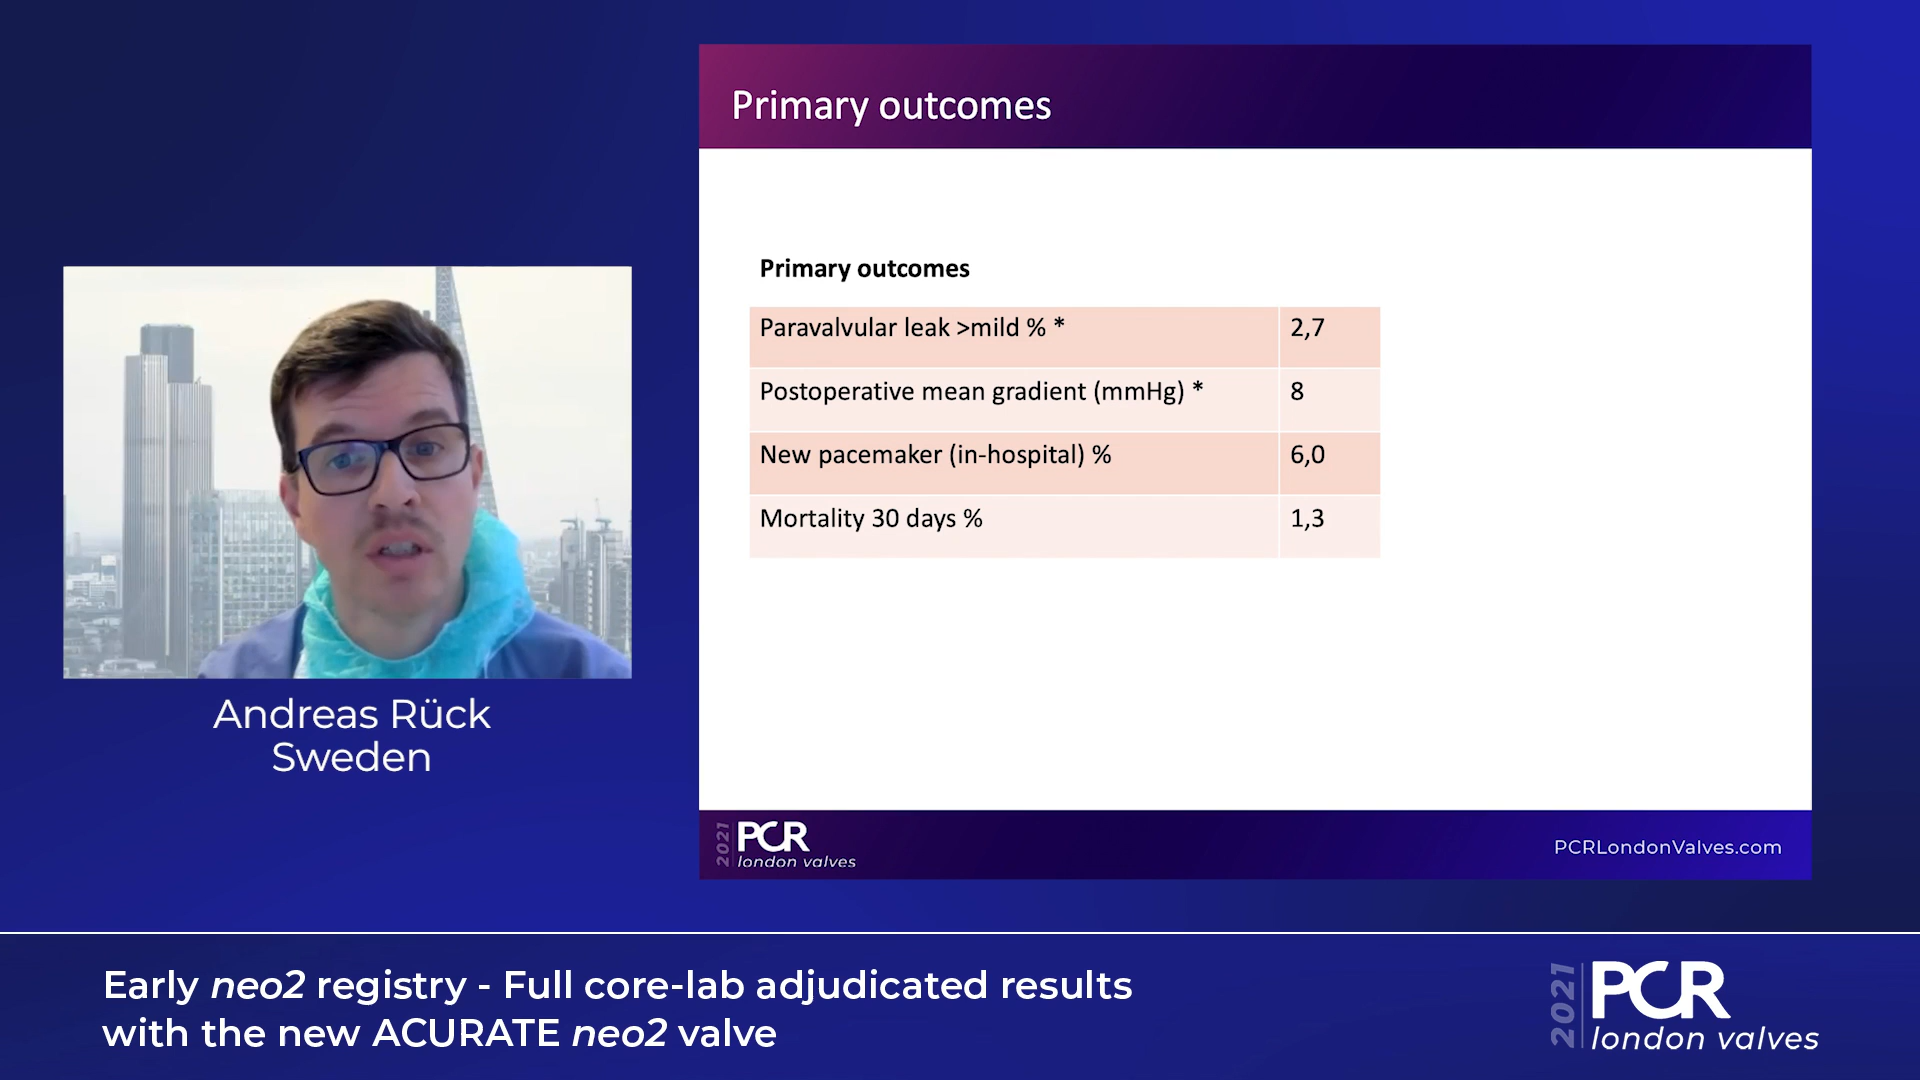 Primary outcomes
Primary outcomes
Paravalvular leak >mild % * 2,7
Postoperative mean gradient (mmHg) * 8
New pacemaker (in-hospital) % 6,0
Mortality 30 days % 1,3
Andreas Rück
Sweden
2021 PCR
london valves
PCRLondonValves.com
Early neo2 registry - Full core-lab adjudicated results
with the new ACURATE neo2 valve
2021 PCR
london valves